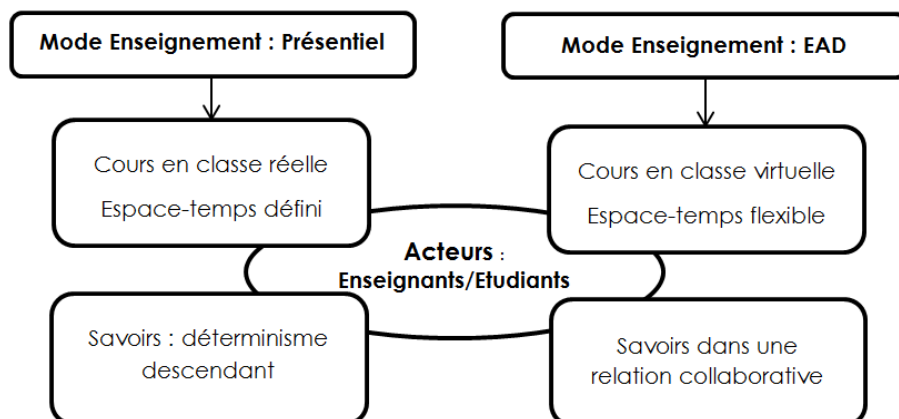 Mode Enseignement : Présentiel
Mode Enseignement : EAD
Cours en classe réelle
Espace-temps défini
Cours en classe virtuelle
Espace-temps flexible
Acteurs :
Enseignants/Etudiants
Savoirs : déterminisme
descendant
Savoirs dans une
relation collaborative